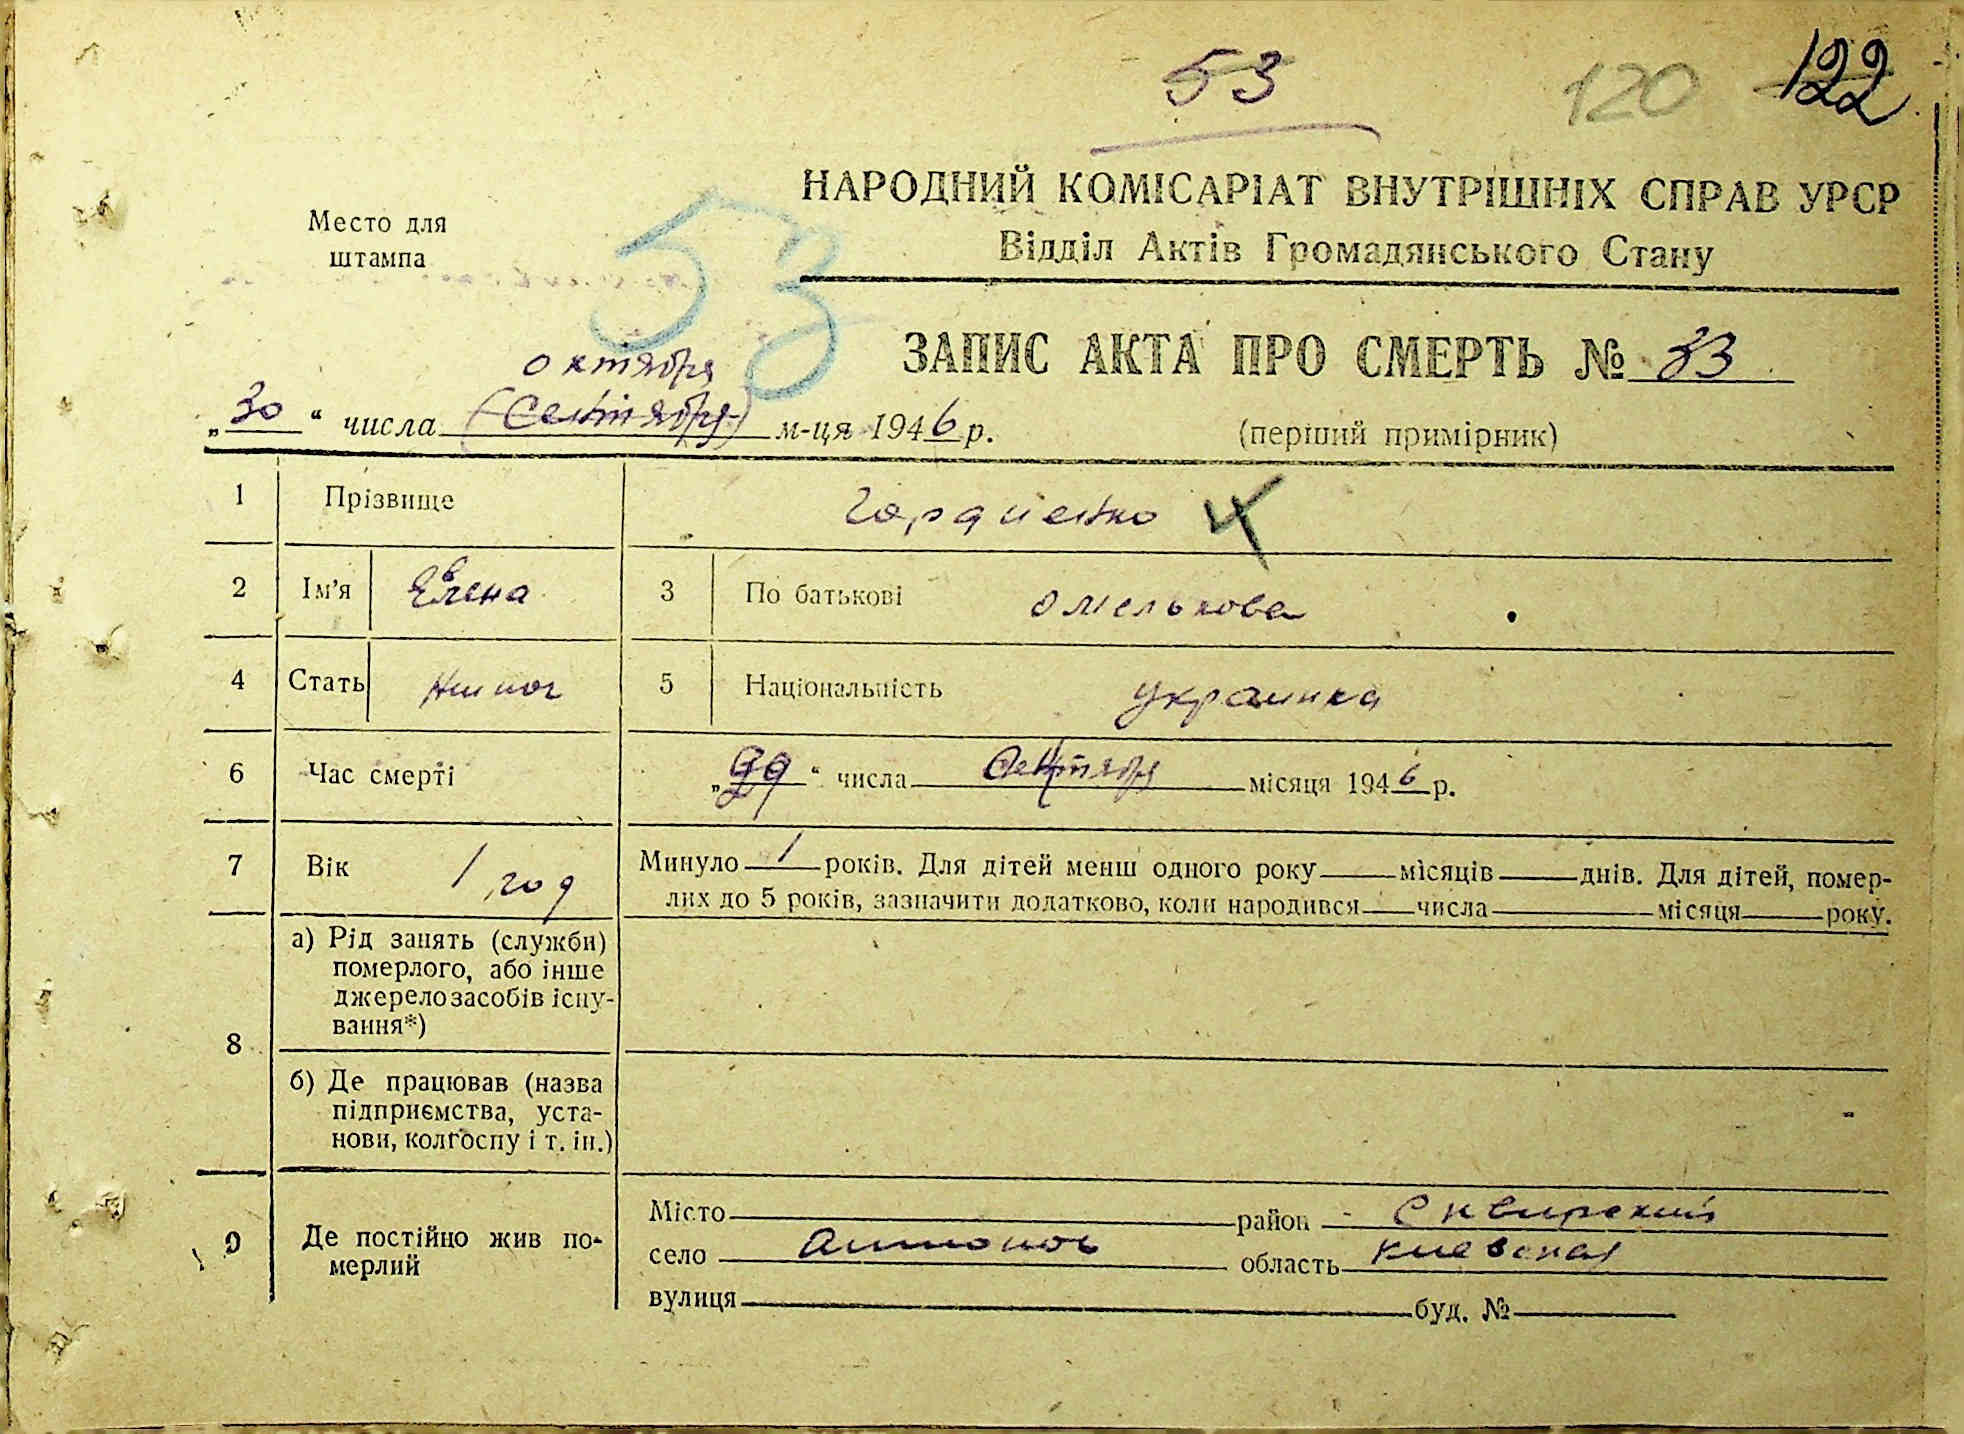 53 120 122
НАРОДНИЙ КОМІСАРІАТ ВНУТРІШНІХ СПРАВ УРСР
Место для
штампа
53
Відділ Актів Громадянського Стану
октября
ЗАПИС АКТА ПРО СМЕРТЬ № 33
„30“ числа (Сентября) м-ця 1946 р.
(перший примірник)
1 Прізвище Гордиенко
2 Ім'я Елена 3 По батькові Омельковна
4 Стать 5 Національність украинка
6 Час смерті „29“ числа Сентября місяця 1946 р.
7 Вік 1 год Минуло 1 років. Для дітей менш одного року місяців днів. Для дітей, помер-
лих до 5 років, зазначити додатково, коли народився числа місяця року.
8 а) Рід занять (служби)
померлого, або інше
джерело засобів існу-
вання*)
б) Де працював (назва
підприємства, уста-
нови, колгоспу і т. ін.)
9 Де постійно жив по-
мерлий
Місто район Сквирский
село Антонов область Киевская
вулиця буд. №